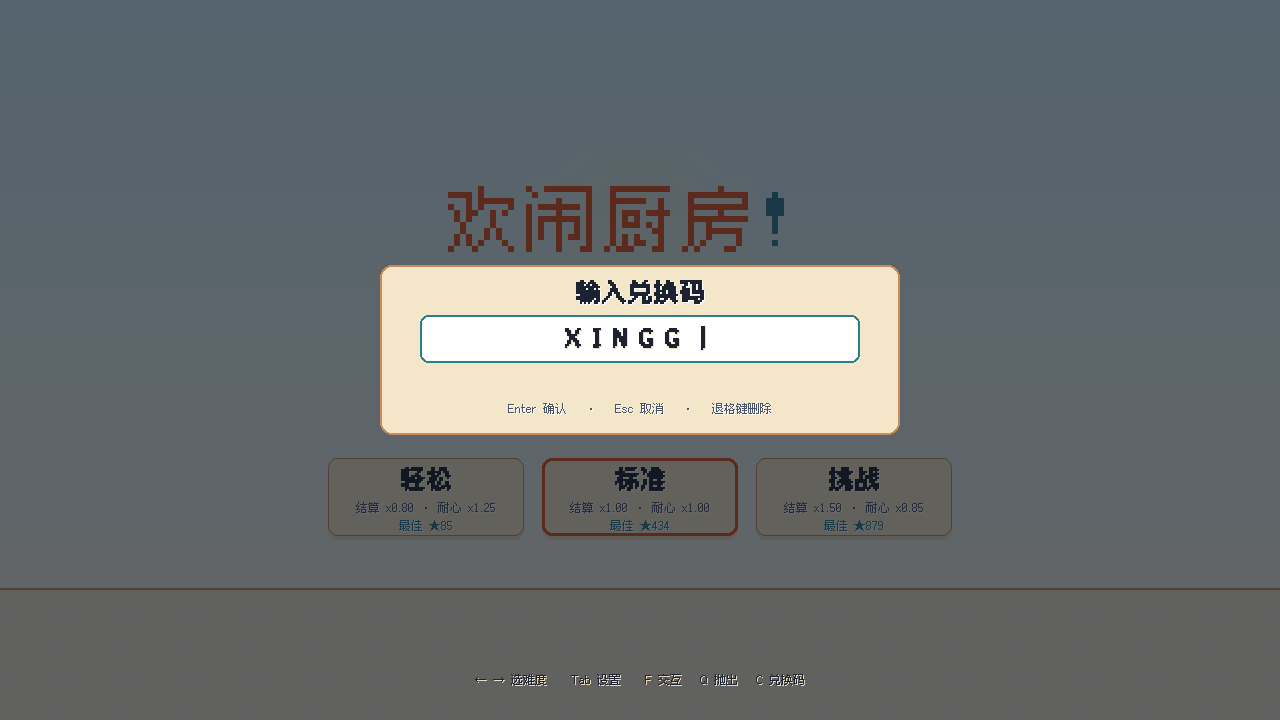 欢闹厨房!
输入兑换码
XINGG|
Enter 确认 · Esc 取消 · 退格键删除
轻松
结算 x0.80 · 耐心 x1.25
最佳 ★85
标准
结算 x1.00 · 耐心 x1.00
最佳 ★434
挑战
结算 x1.50 · 耐心 x0.85
最佳 ★879
← → 选难度 Tab 设置 F 交互 Q 抛出 C 兑换码